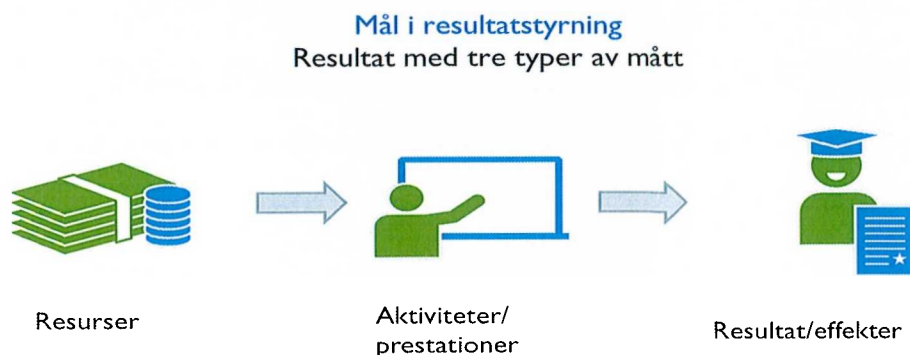 Mål i resultatstyrning
Resultat med tre typer av mått
Resurser
Aktiviteter/
prestationer
Resultat/effekter